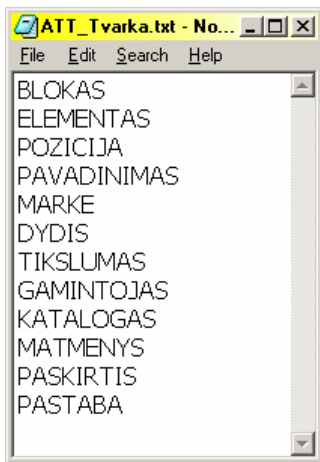 ATT_Tvarka.txt - No...
File Edit Search Help
BLOKAS
ELEMENTAS
POZICIJA
PAVADINIMAS
MARKE
DYDIS
TIKSLUMAS
GAMINTOJAS
KATALOGAS
MATMENYS
PASKIRTIS
PASTABA